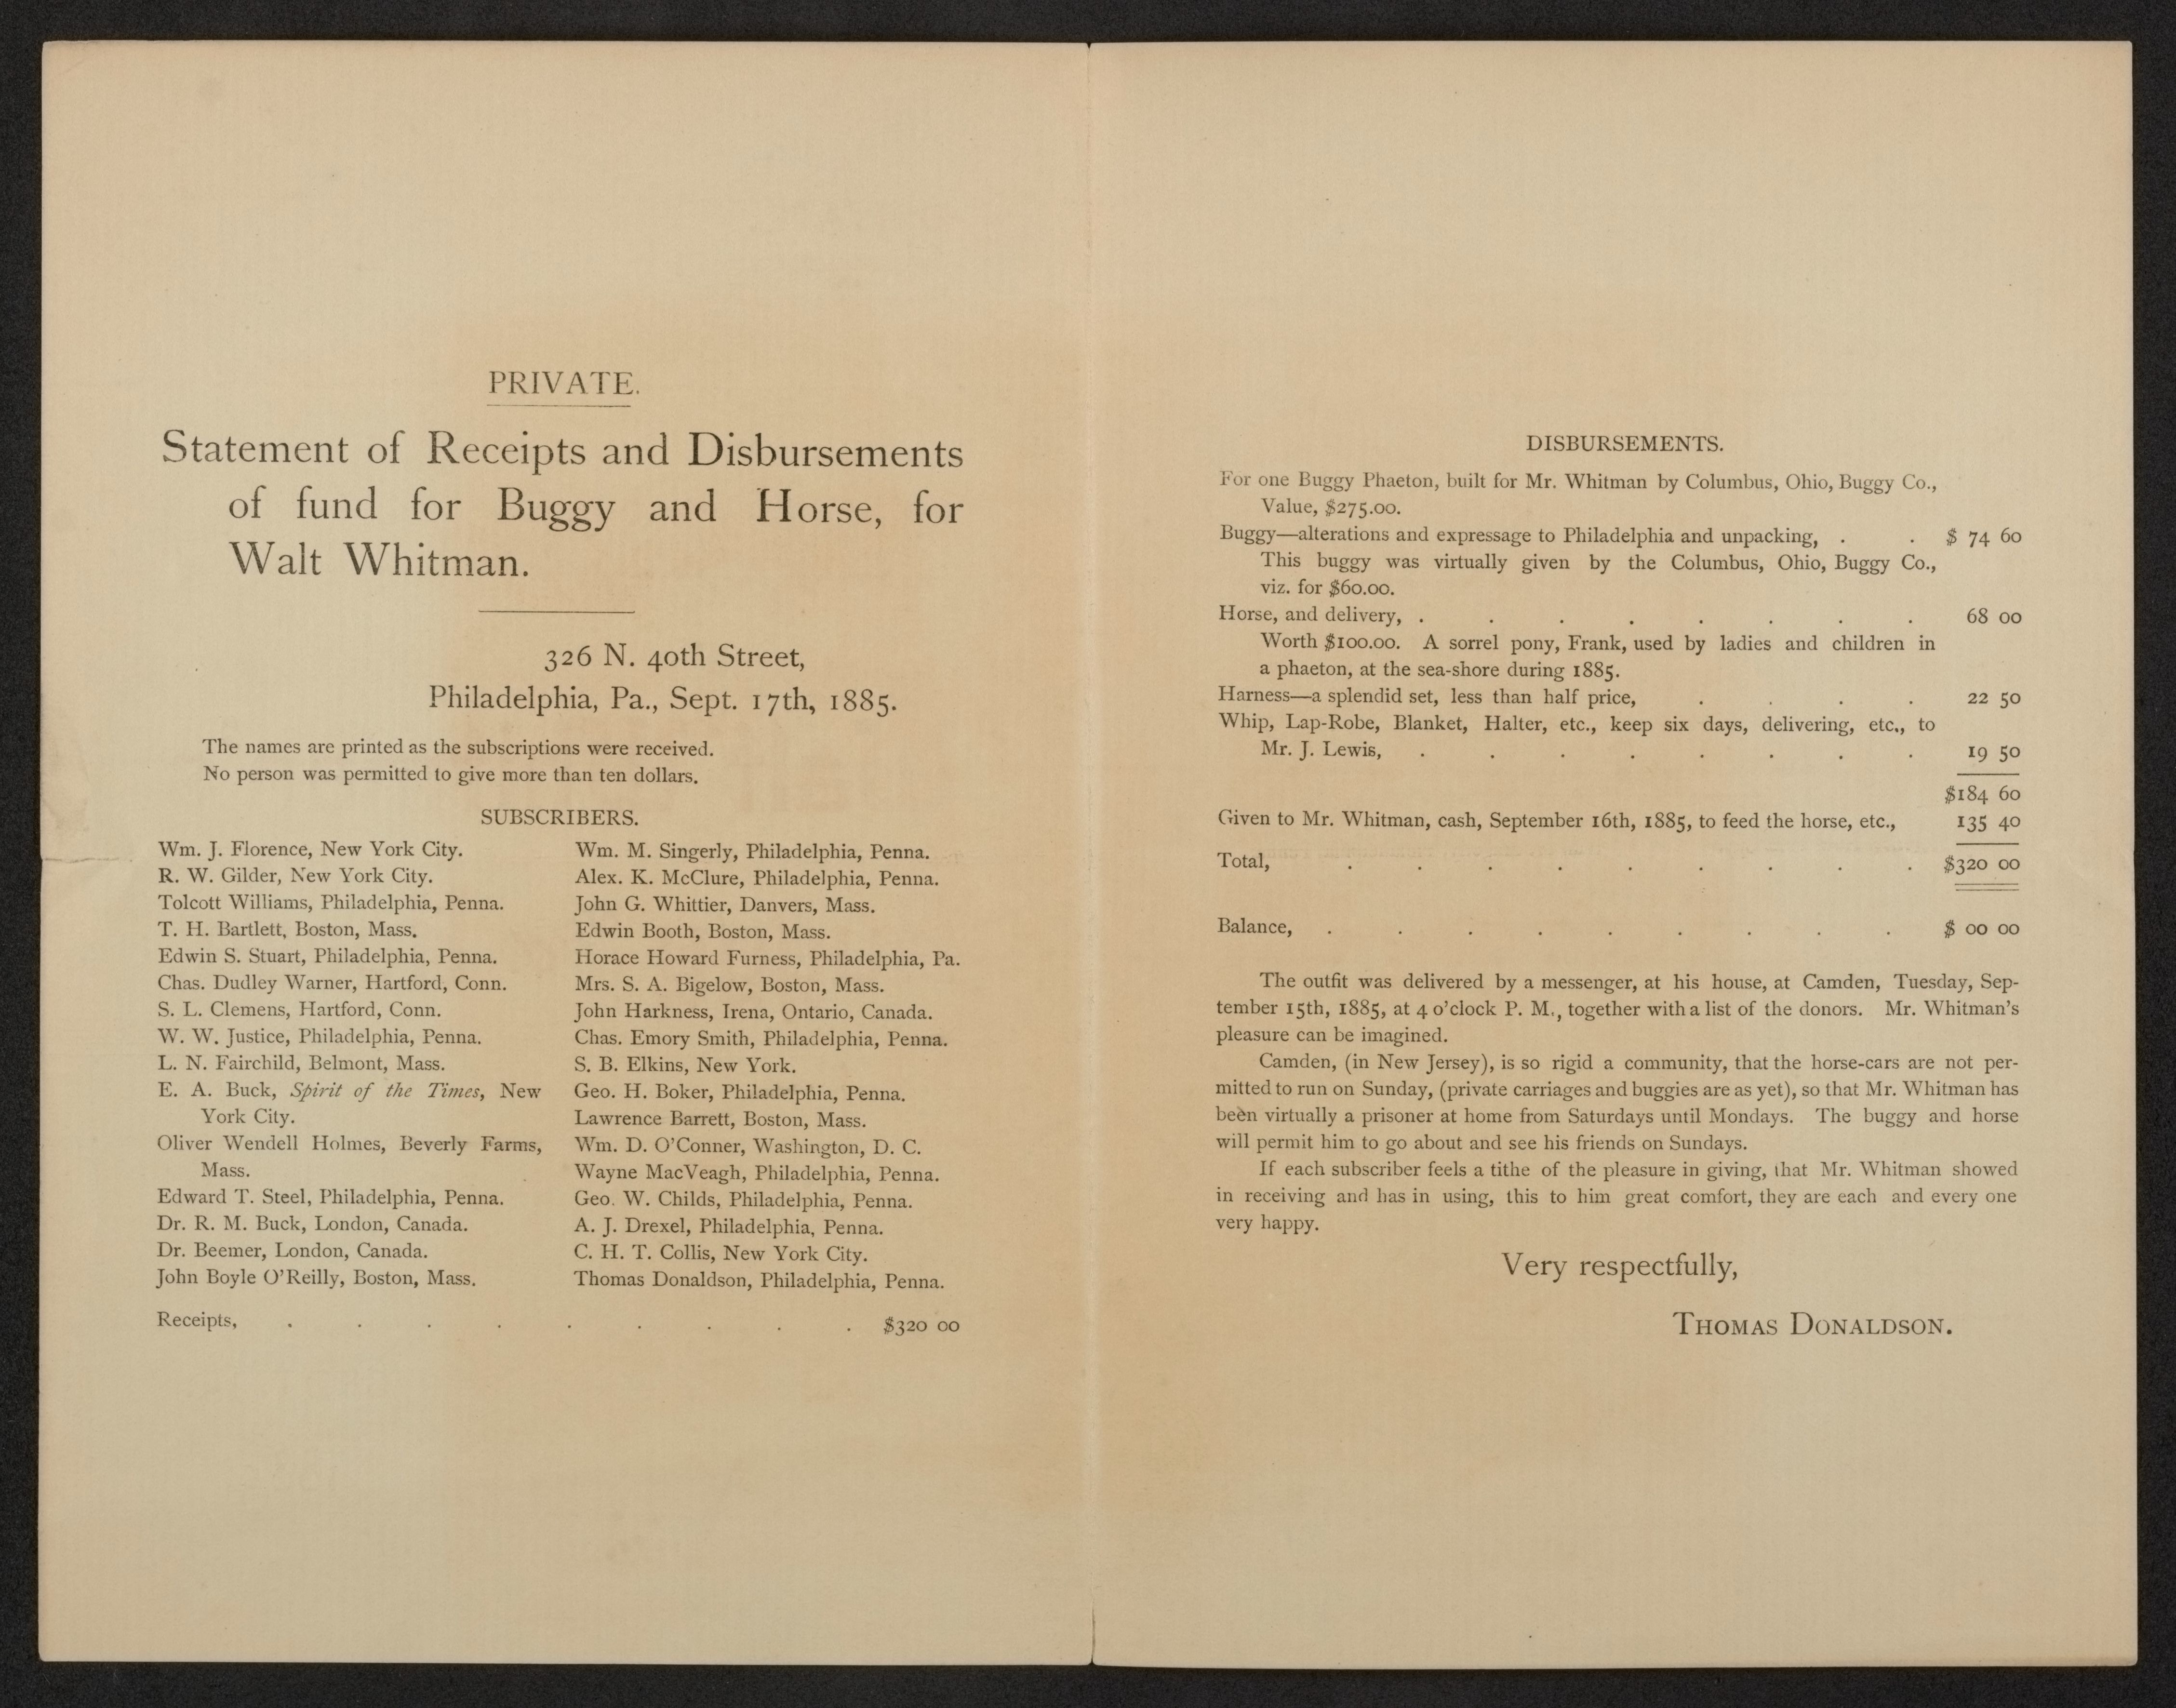 PRIVATE.
Statement of Receipts and Disbursements
of fund for Buggy and Horse, for
Walt Whitman.
326 N. 40th Street,
Philadelphia, Pa., Sept. 17th, 1885.
The names are printed as the subscriptions were received.
No person was permitted to give more than ten dollars.
SUBSCRIBERS.
Wm. J. Florence, New York City.
R. W. Gilder, New York City.
Tolcott Williams, Philadelphia, Penna.
T. H. Bartlett, Boston, Mass.
Edwin S. Stuart, Philadelphia, Penna.
Chas. Dudley Warner, Hartford, Conn.
S. L. Clemens, Hartford, Conn.
W. W. Justice, Philadelphia, Penna.
L. N. Fairchild, Belmont, Mass.
E. A. Buck, Spirit of the Times, New
York City.
Oliver Wendell Holmes, Beverly Farms,
Mass.
Edward T. Steel, Philadelphia, Penna.
Dr. R. M. Buck, London, Canada.
Dr. Beemer, London, Canada.
John Boyle O'Reilly, Boston, Mass.
Wm. M. Singerly, Philadelphia, Penna.
Alex. K. McClure, Philadelphia, Penna.
John G. Whittier, Danvers, Mass.
Edwin Booth, Boston, Mass.
Horace Howard Furness, Philadelphia, Pa.
Mrs. S. A. Bigelow, Boston, Mass.
John Harkness, Irena, Ontario, Canada.
Chas. Emory Smith, Philadelphia, Penna.
S. B. Elkins, New York.
Geo. H. Boker, Philadelphia, Penna.
Lawrence Barrett, Boston, Mass.
Wm. D. O'Conner, Washington, D. C.
Wayne MacVeagh, Philadelphia, Penna.
Geo. W. Childs, Philadelphia, Penna.
A. J. Drexel, Philadelphia, Penna.
C. H. T. Collis, New York City.
Thomas Donaldson, Philadelphia, Penna.
Receipts, . . . . . . . . . $320 00
DISBURSEMENTS.
For one Buggy Phaeton, built for Mr. Whitman by Columbus, Ohio, Buggy Co.,
Value, $275.00.
Buggy—alterations and expressage to Philadelphia and unpacking, . . $ 74 60
This buggy was virtually given by the Columbus, Ohio, Buggy Co.,
viz. for $60.00.
Horse, and delivery, . . . . . . . . 68 00
Worth $100.00. A sorrel pony, Frank, used by ladies and children in
a phaeton, at the sea-shore during 1885.
Harness—a splendid set, less than half price, . . . . 22 50
Whip, Lap-Robe, Blanket, Halter, etc., keep six days, delivering, etc., to
Mr. J. Lewis, . . . . . . . . 19 50
$184 60
Given to Mr. Whitman, cash, September 16th, 1885, to feed the horse, etc., 135 40
Total, . . . . . . . . . $320 00
Balance, . . . . . . . . . $ 00 00
The outfit was delivered by a messenger, at his house, at Camden, Tuesday, Sep-
tember 15th, 1885, at 4 o'clock P. M., together with a list of the donors. Mr. Whitman's
pleasure can be imagined.
Camden, (in New Jersey), is so rigid a community, that the horse-cars are not per-
mitted to run on Sunday, (private carriages and buggies are as yet), so that Mr. Whitman has
been virtually a prisoner at home from Saturdays until Mondays. The buggy and horse
will permit him to go about and see his friends on Sundays.
If each subscriber feels a tithe of the pleasure in giving, that Mr. Whitman showed
in receiving and has in using, this to him great comfort, they are each and every one
very happy.
Very respectfully,
THOMAS DONALDSON.